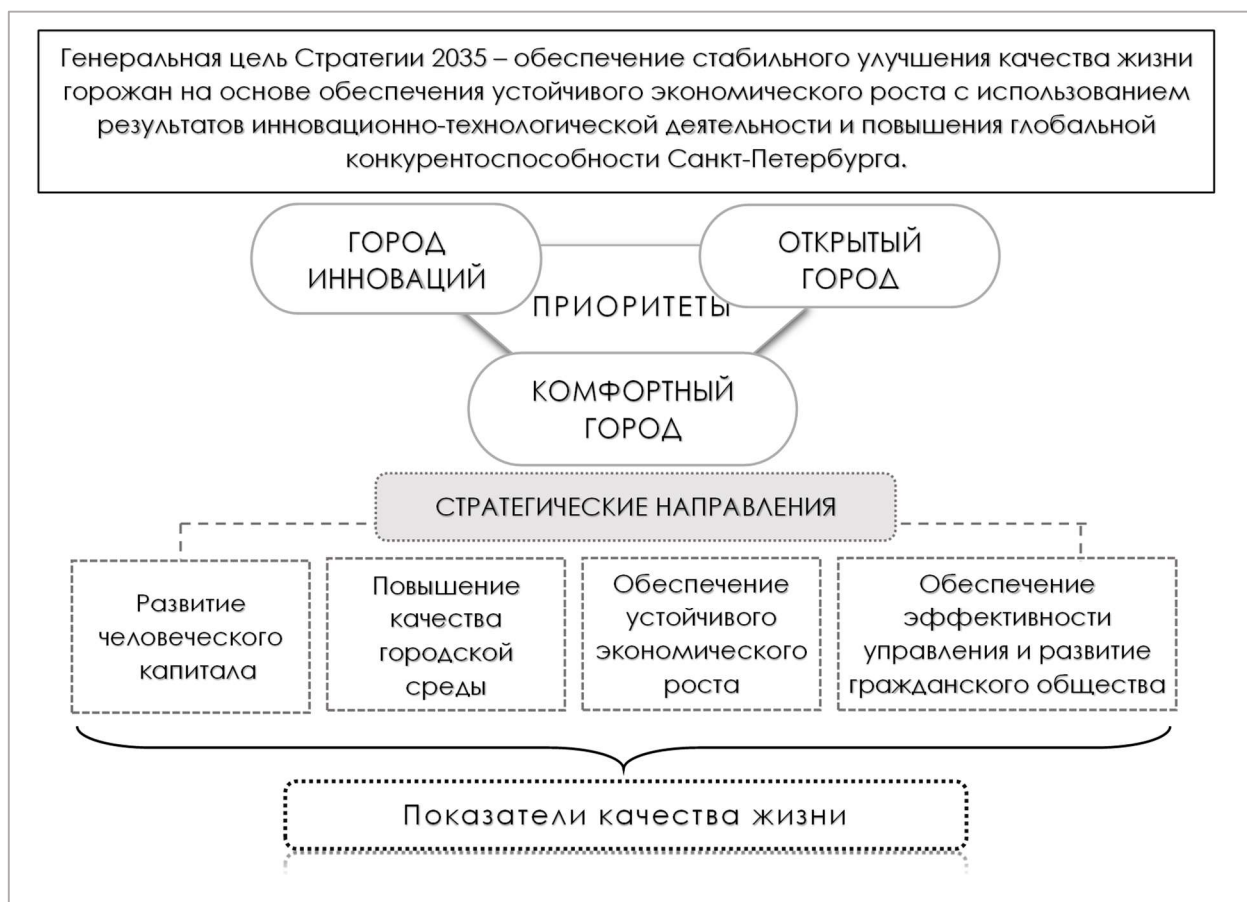 Генеральная цель Стратегии 2035 – обеспечение стабильного улучшения качества жизни
горожан на основе обеспечения устойчивого экономического роста с использованием
результатов инновационно-технологической деятельности и повышения глобальной
конкурентоспособности Санкт-Петербурга.
ГОРОД
ИННОВАЦИЙ
ОТКРЫТЫЙ
ГОРОД
ПРИОРИТЕТЫ
КОМФОРТНЫЙ
ГОРОД
СТРАТЕГИЧЕСКИЕ НАПРАВЛЕНИЯ
Развитие
человеческого
капитала
Повышение
качества
городской
среды
Обеспечение
устойчивого
экономического
роста
Обеспечение
эффективности
управления и развитие
гражданского общества
Показатели качества жизни